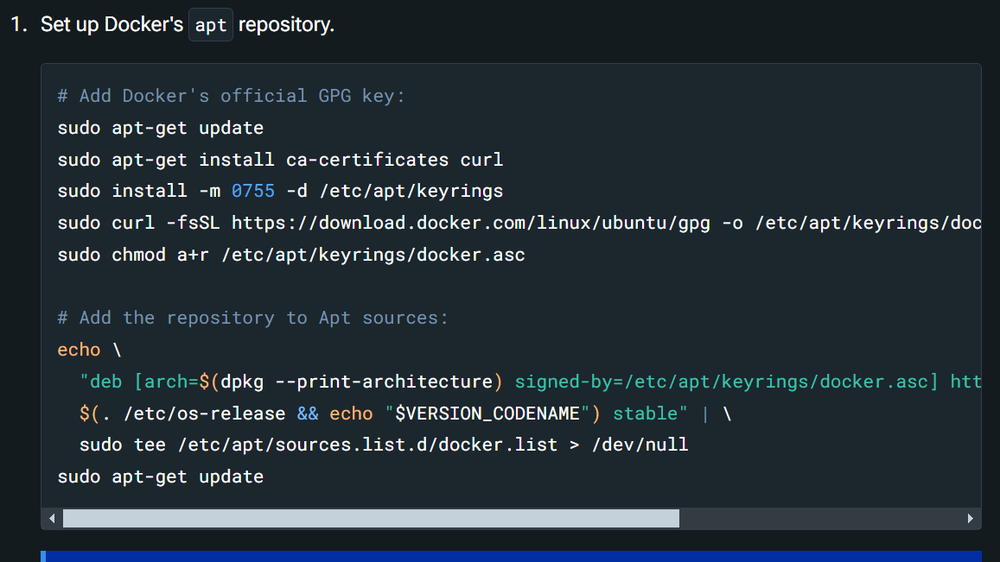 1. Set up Docker's apt repository.
# Add Docker's official GPG key:
sudo apt-get update
sudo apt-get install ca-certificates curl
sudo install -m 0755 -d /etc/apt/keyrings
sudo curl -fsSL https://download.docker.com/linux/ubuntu/gpg -o /etc/apt/keyrings/doc
sudo chmod a+r /etc/apt/keyrings/docker.asc
# Add the repository to Apt sources:
echo \
"deb [arch=$(dpkg --print-architecture) signed-by=/etc/apt/keyrings/docker.asc] htt
$(. /etc/os-release && echo "$VERSION_CODENAME") stable" | \
sudo tee /etc/apt/sources.list.d/docker.list > /dev/null
sudo apt-get update